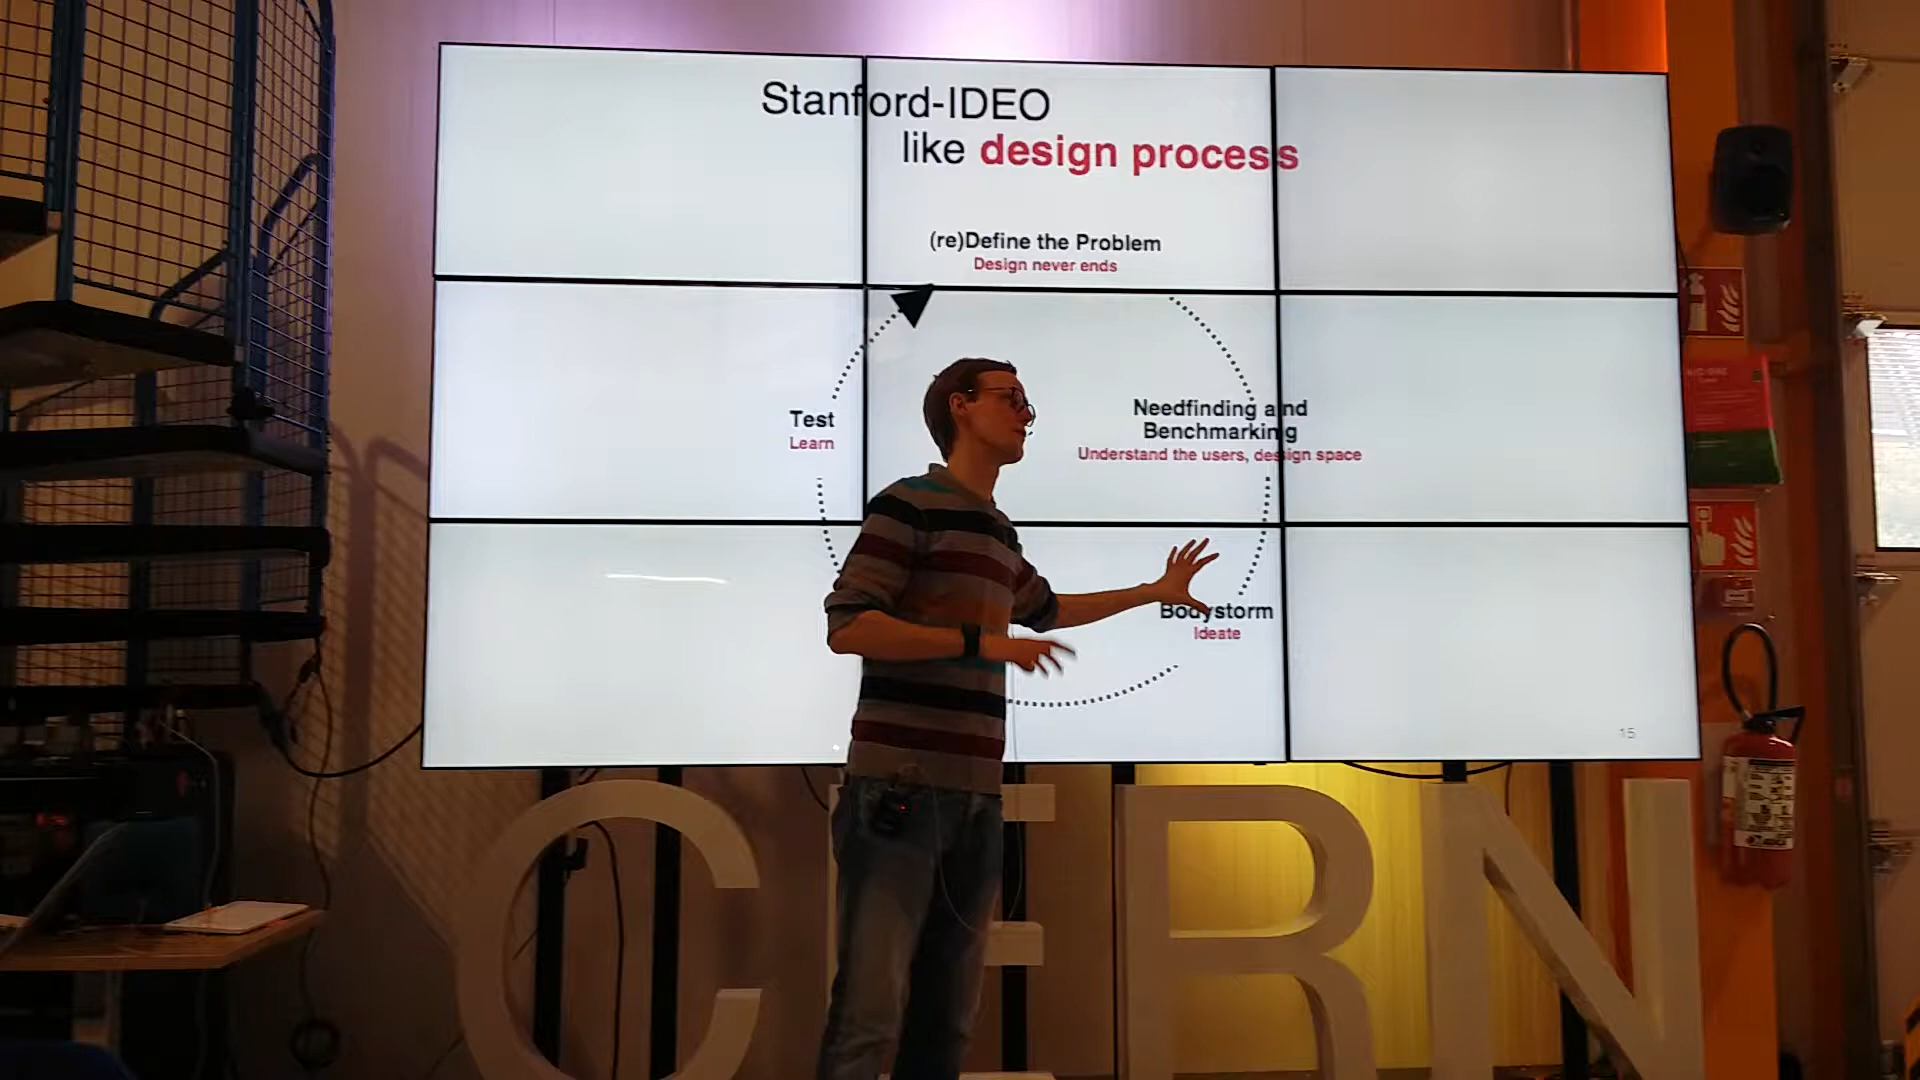 Stanford-IDEO
like design process
(re)Define the Problem
Design never ends
Test
Learn
Needfinding and
Benchmarking
Understand the users, design space
Bodystorm
Ideate
15
CERN